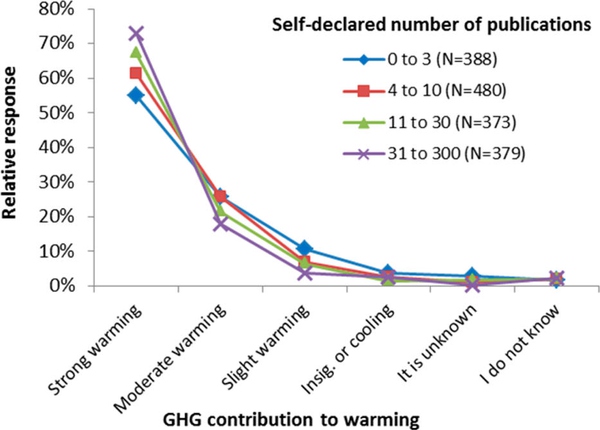 80%
70%
60%
50%
40%
30%
20%
10%
0%
Relative response
Self-declared number of publications
0 to 3 (N=388)
4 to 10 (N=480)
11 to 30 (N=373)
31 to 300 (N=379)
Strong warming
Moderate warming
Slight warming
Insig. or cooling
It is unknown
I do not know
GHG contribution to warming